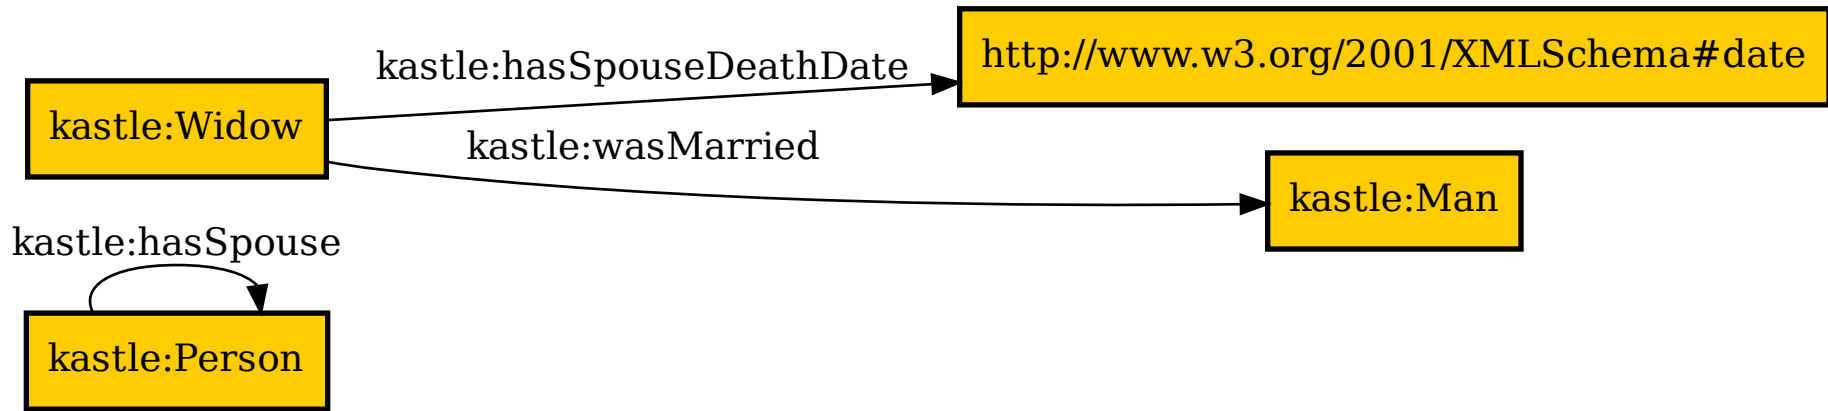 kastle:hasSpouseDeathDate
http://www.w3.org/2001/XMLSchema#date
kastle:Widow
kastle:wasMarried
kastle:Man
kastle:hasSpouse
kastle:Person